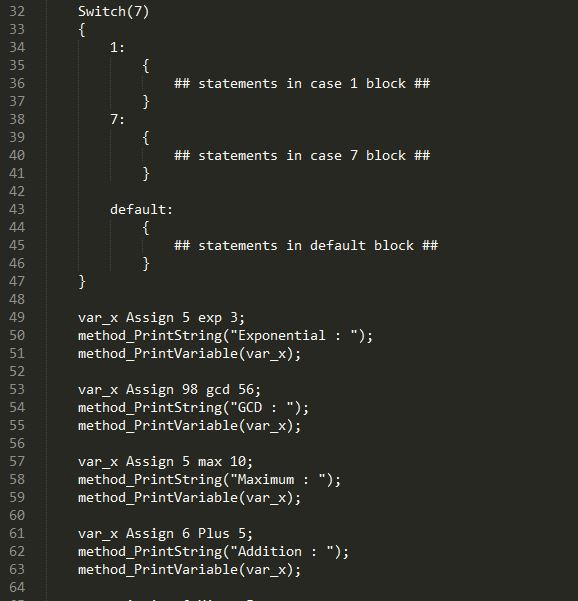 32 Switch(7)
33 {
34 1:
35 {
36 ## statements in case 1 block ##
37 }
38 7:
39 {
40 ## statements in case 7 block ##
41 }
42
43 default:
44 {
45 ## statements in default block ##
46 }
47 }
48
49 var_x Assign 5 exp 3;
50 method_PrintString("Exponential : ");
51 method_PrintVariable(var_x);
52
53 var_x Assign 98 gcd 56;
54 method_PrintString("GCD : ");
55 method_PrintVariable(var_x);
56
57 var_x Assign 5 max 10;
58 method_PrintString("Maximum : ");
59 method_PrintVariable(var_x);
60
61 var_x Assign 6 Plus 5;
62 method_PrintString("Addition : ");
63 method_PrintVariable(var_x);
64